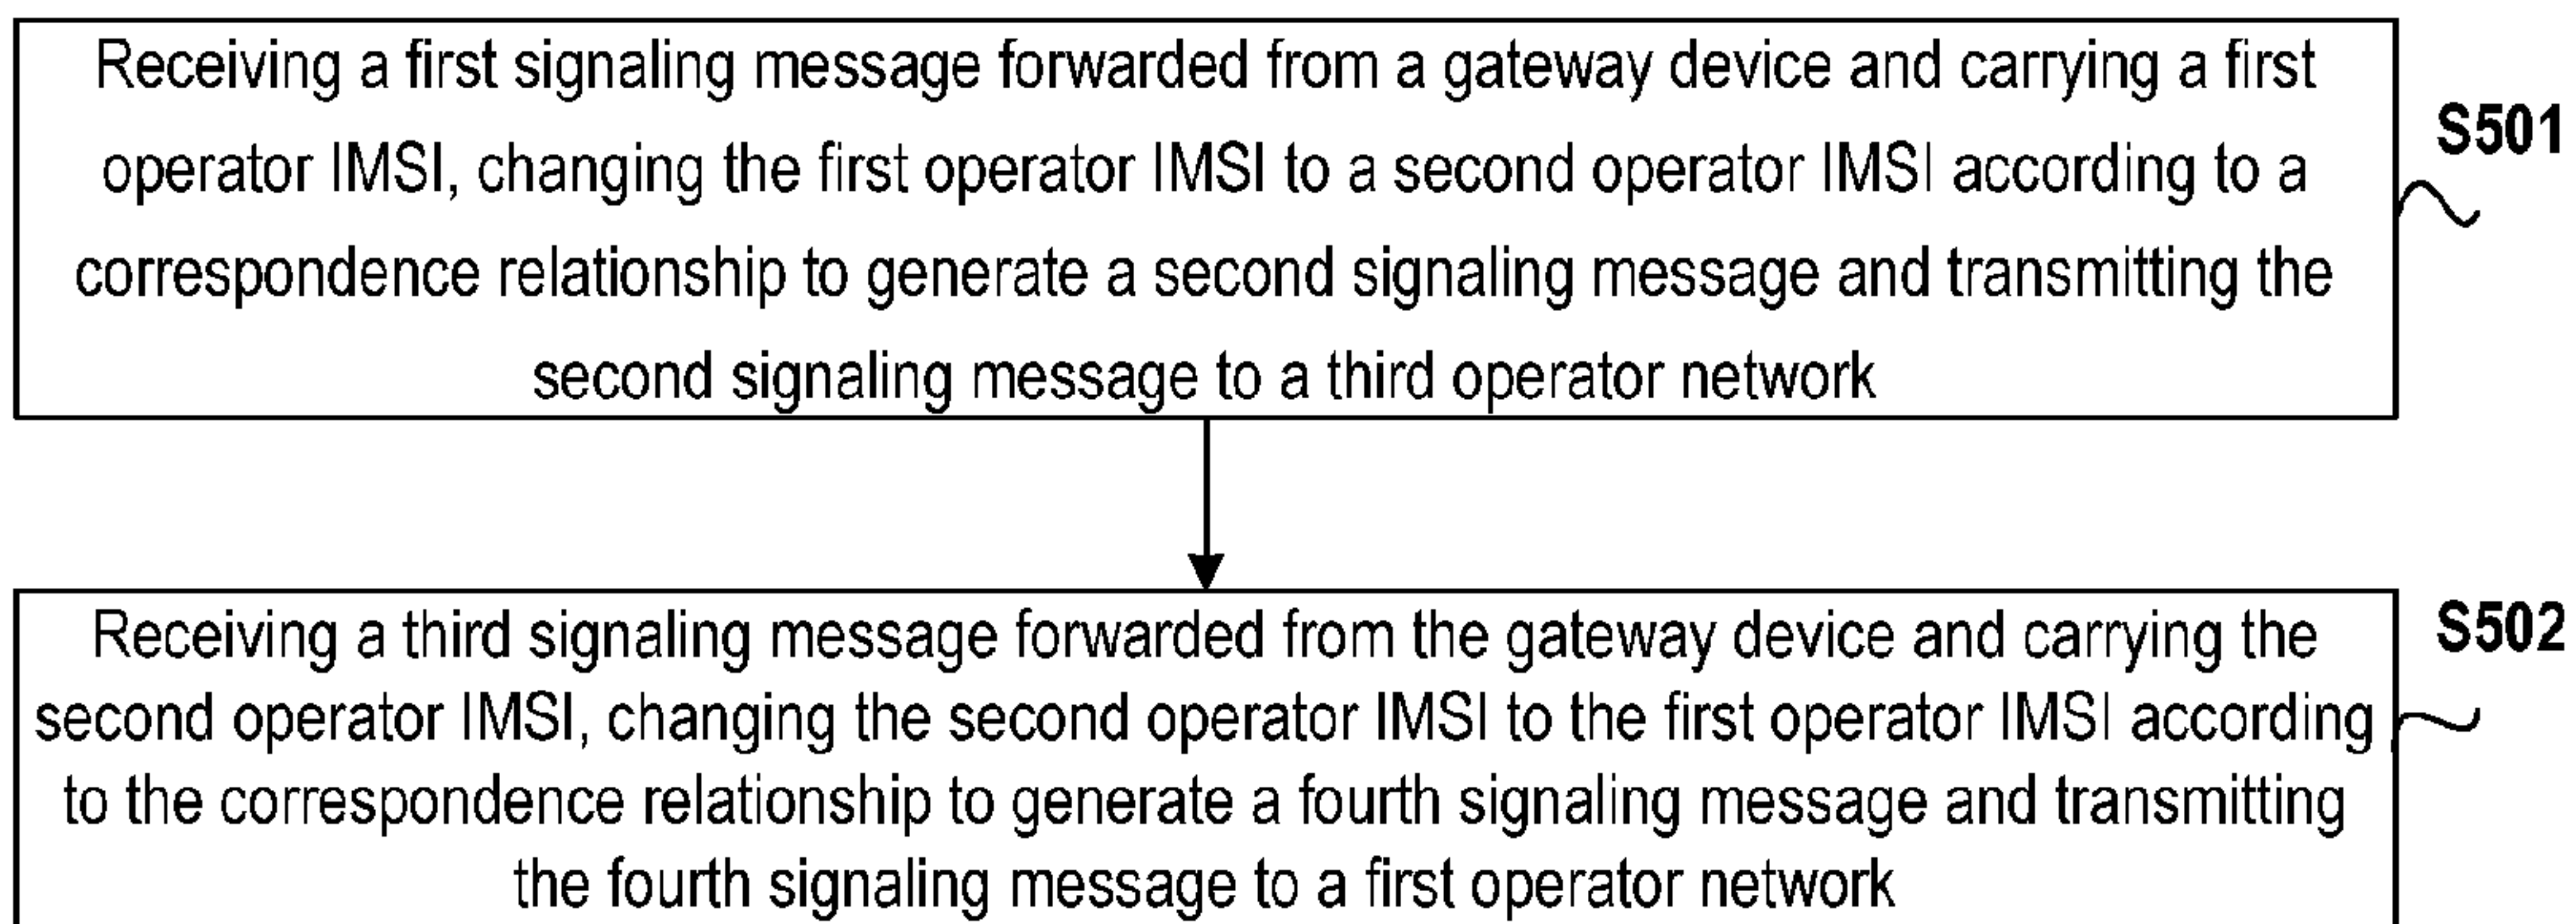 Receiving a first signaling message forwarded from a gateway device and carrying a first
operator IMSI, changing the first operator IMSI to a second operator IMSI according to a
correspondence relationship to generate a second signaling message and transmitting the
second signaling message to a third operator network
S501
Receiving a third signaling message forwarded from the gateway device and carrying the
second operator IMSI, changing the second operator IMSI to the first operator IMSI according
to the correspondence relationship to generate a fourth signaling message and transmitting
the fourth signaling message to a first operator network
S502